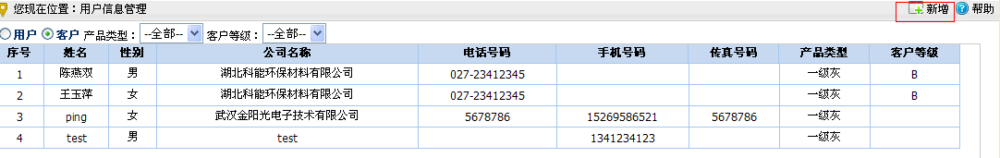 您现在位置：用户信息管理 新增 帮助
用户 客户 产品类型： --全部-- 客户等级： --全部--
序号 姓名 性别 公司名称 电话号码 手机号码 传真号码 产品类型 客户等级
1 陈燕双 男 湖北科能环保材料有限公司 027-23412345 一级灰 B
2 王玉萍 女 湖北科能环保材料有限公司 027-23412345 一级灰 B
3 ping 女 武汉金阳光电子技术有限公司 5678786 15269586521 5678786 一级灰
4 test 男 test 1341234123 一级灰